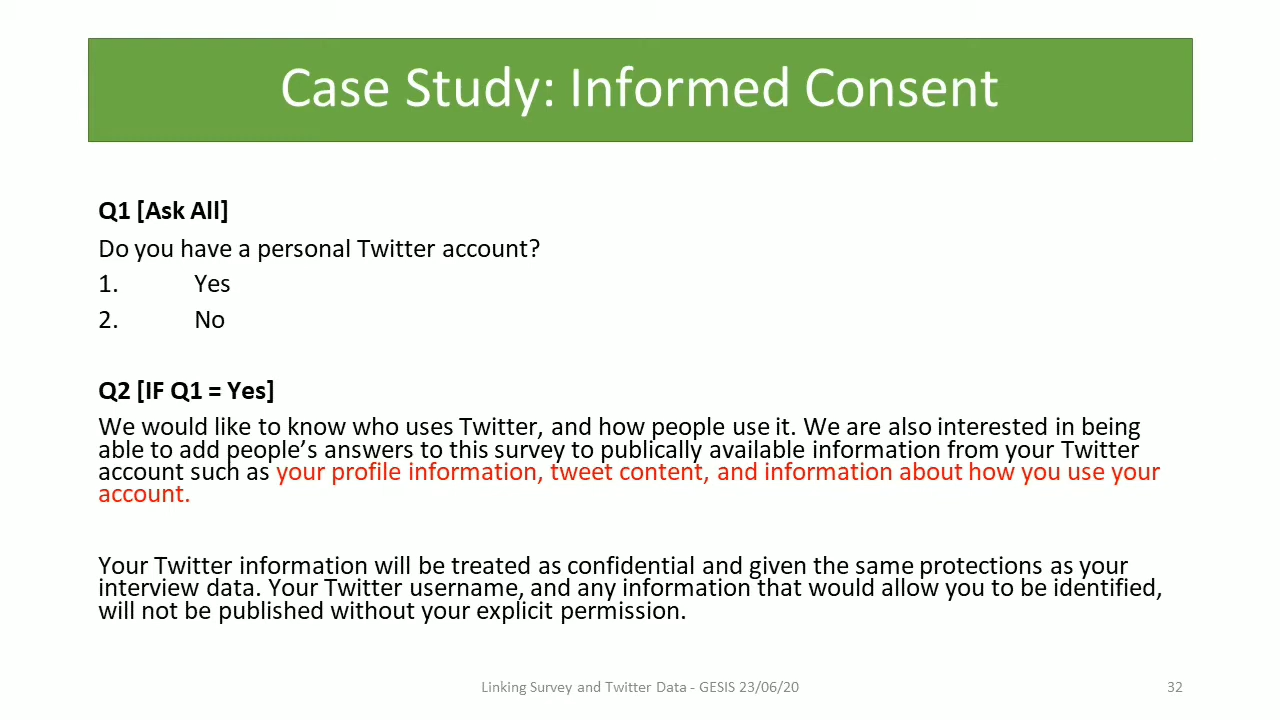 Case Study: Informed Consent
Q1 [Ask All]
Do you have a personal Twitter account?
1. Yes
2. No
Q2 [IF Q1 = Yes]
We would like to know who uses Twitter, and how people use it. We are also interested in being
able to add people’s answers to this survey to publically available information from your Twitter
account such as your profile information, tweet content, and information about how you use your
account.
Your Twitter information will be treated as confidential and given the same protections as your
interview data. Your Twitter username, and any information that would allow you to be identified,
will not be published without your explicit permission.
Linking Survey and Twitter Data - GESIS 23/06/20
32